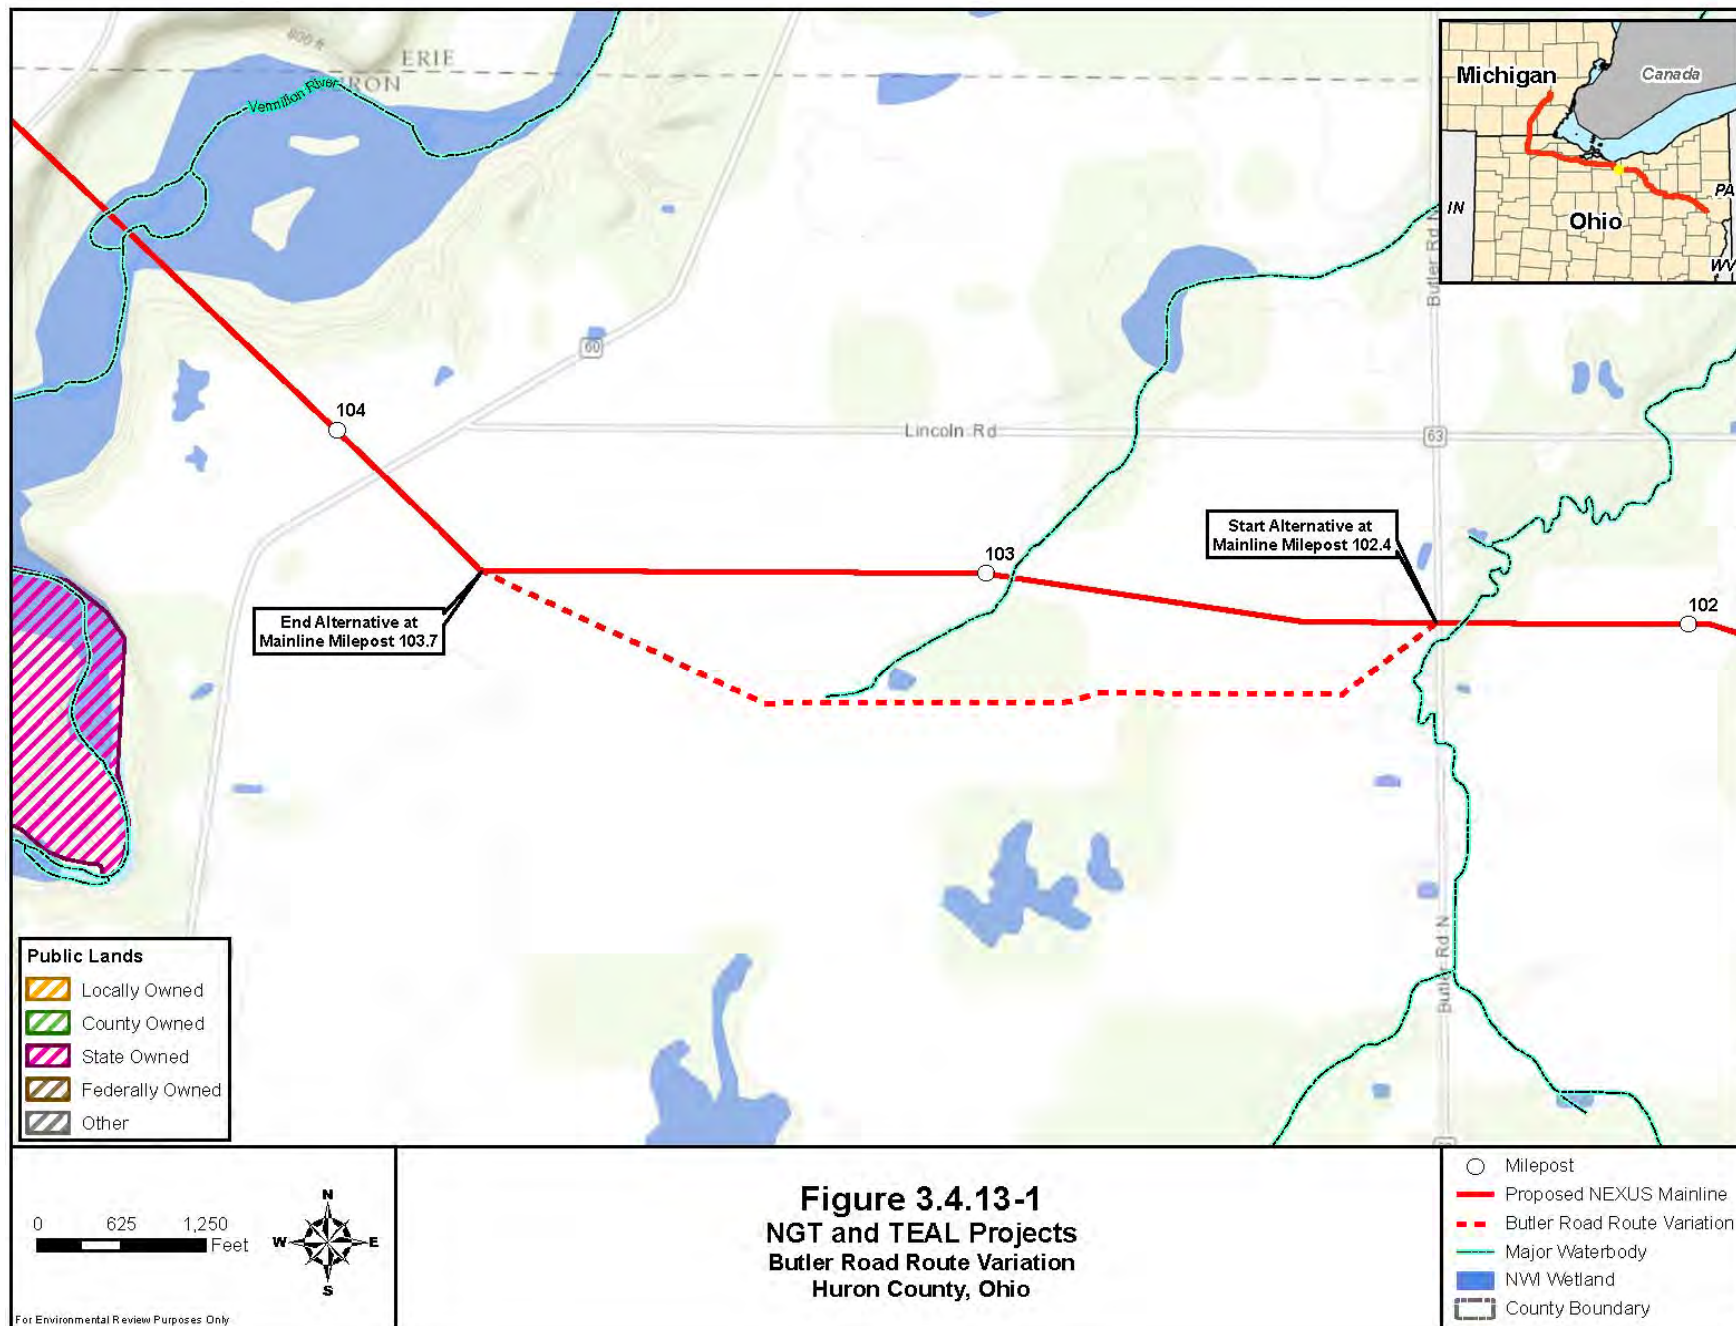 800 ft
ERIE
HURON
Vermilion River
Michigan
Canada
PA
IN
Ohio
WV
Butler Rd N
60
104
Lincoln Rd
63
Start Alternative at
Mainline Milepost 102.4
103
102
End Alternative at
Mainline Milepost 103.7
Butler Rd N
Public Lands
Locally Owned
County Owned
State Owned
Federally Owned
Other
0 625 1,250
Feet
N
W E
S
For Environmental Review Purposes Only
Figure 3.4.13-1
NGT and TEAL Projects
Butler Road Route Variation
Huron County, Ohio
Milepost
Proposed NEXUS Mainline
Butler Road Route Variation
Major Waterbody
NWI Wetland
County Boundary